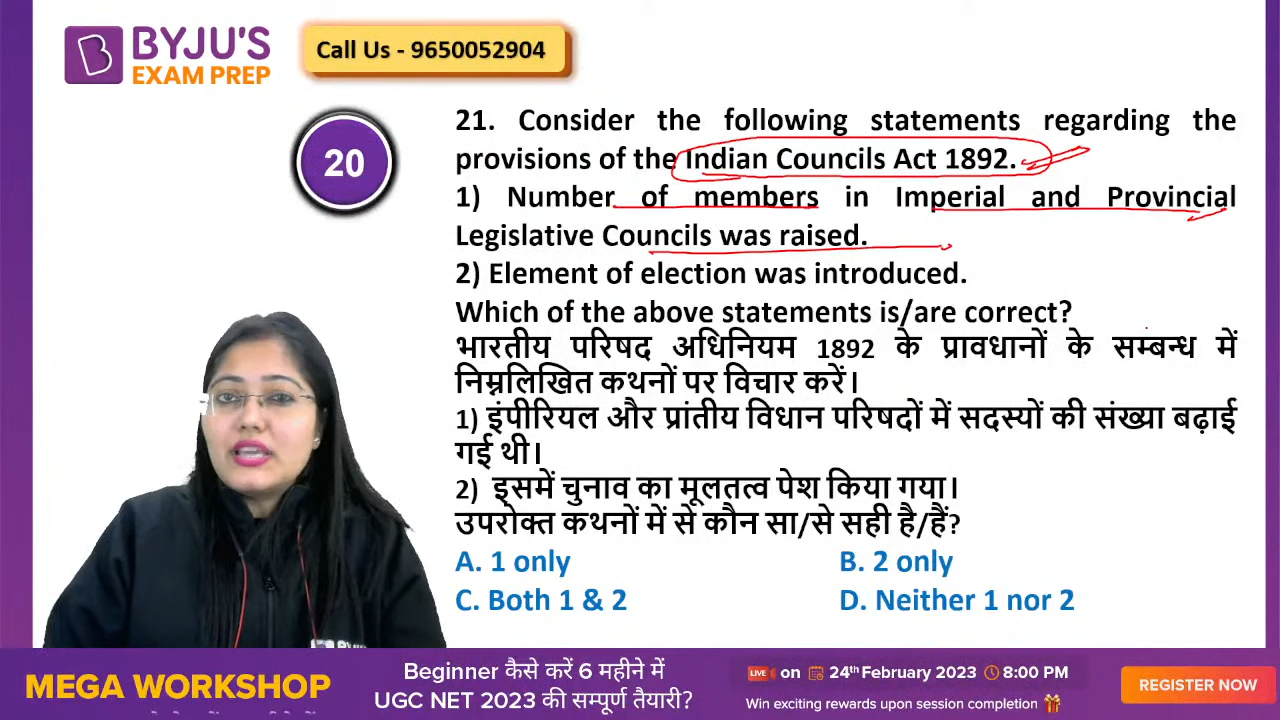 BYJU'S
EXAM PREP
Call Us - 9650052904
20
21. Consider the following statements regarding the
provisions of the Indian Councils Act 1892.
1) Number of members in Imperial and Provincial
Legislative Councils was raised.
2) Element of election was introduced.
Which of the above statements is/are correct?
भारतीय परिषद अधिनियम 1892 के प्रावधानों के सम्बन्ध में
निम्नलिखित कथनों पर विचार करें।
1) इंपीरियल और प्रांतीय विधान परिषदों में सदस्यों की संख्या बढ़ाई
गई थी।
2) इसमें चुनाव का मूलतत्व पेश किया गया।
उपरोक्त कथनों में से कौन सा/से सही है/हैं?
A. 1 only B. 2 only
C. Both 1 & 2 D. Neither 1 nor 2
MEGA WORKSHOP
Beginner कैसे करें 6 महीने में
UGC NET 2023 की सम्पूर्ण तैयारी?
LIVE on 24th February 2023 8:00 PM
Win exciting rewards upon session completion
REGISTER NOW